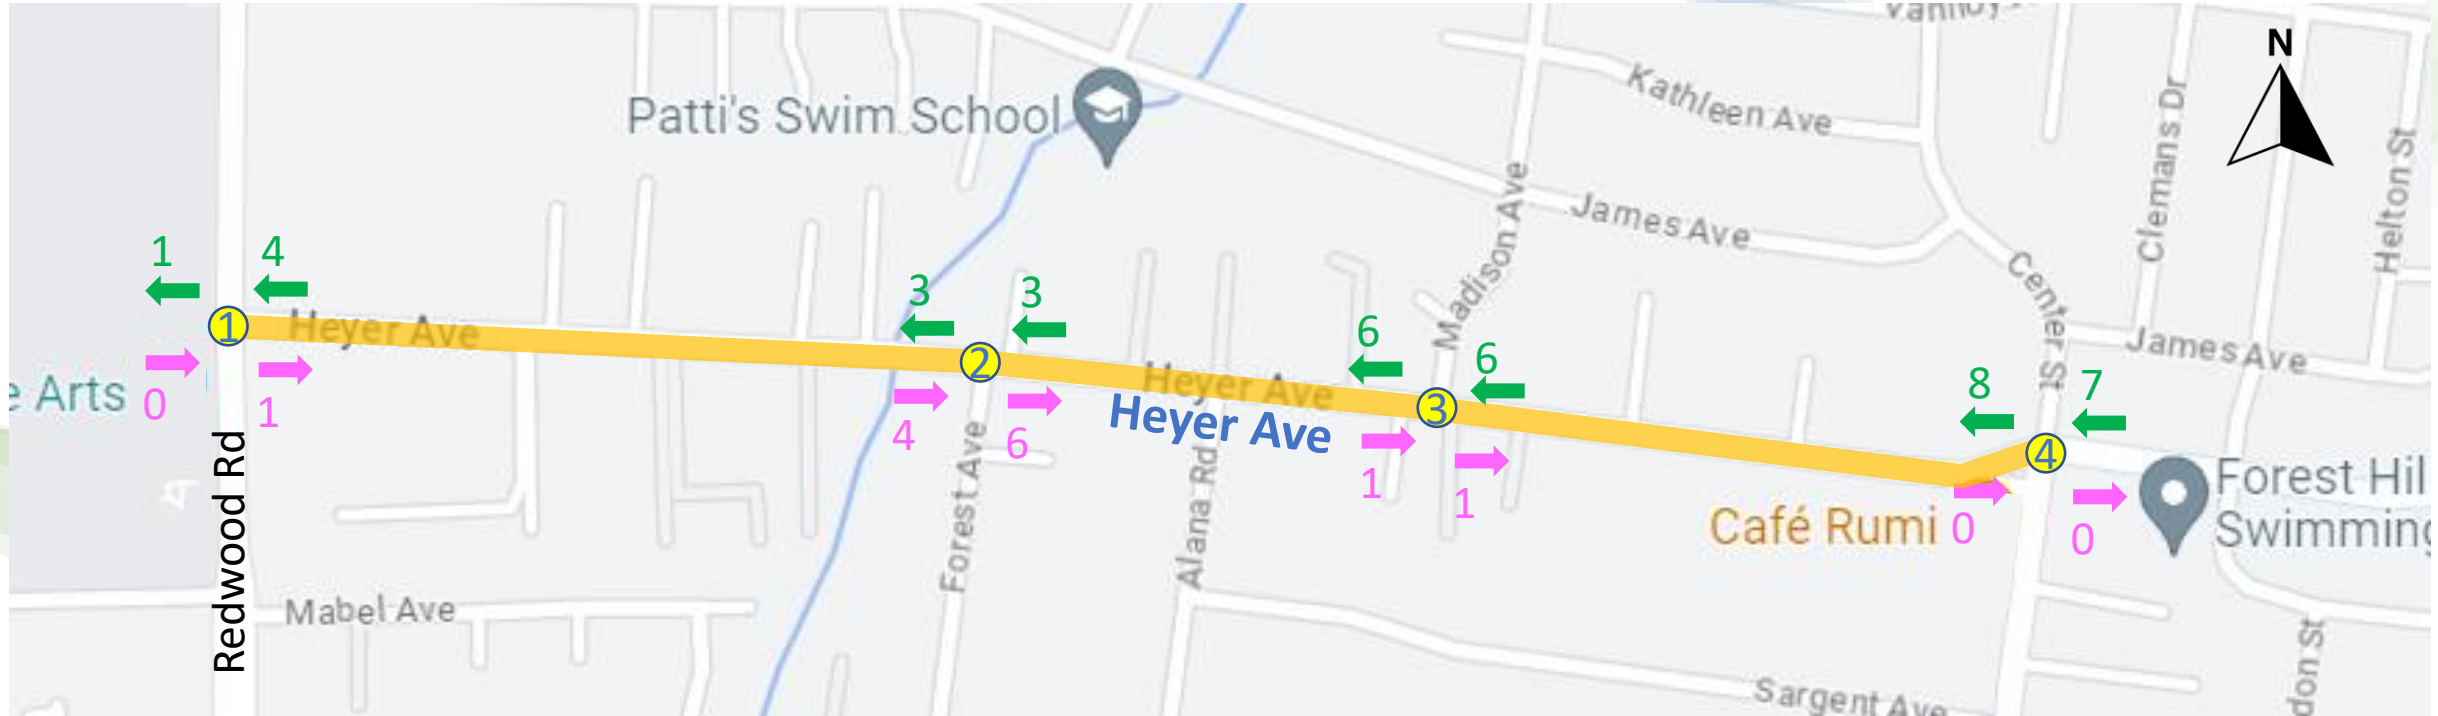 Vannoy
N
Kathleen Ave
Patti's Swim School
Clemans Dr
Helton St
Madison Ave
James Ave
Center St
1
4
3
3
6
6
8
7
James Ave
1
Heyer Ave
2
Heyer Ave
3
4
Heyer Ave
e Arts
0
1
4
6
1
1
0
0
Redwood Rd
Forest Ave
Alana Rd
Café Rumi
Forest Hil
Swimming
Mabel Ave
Sargent Ave
don St